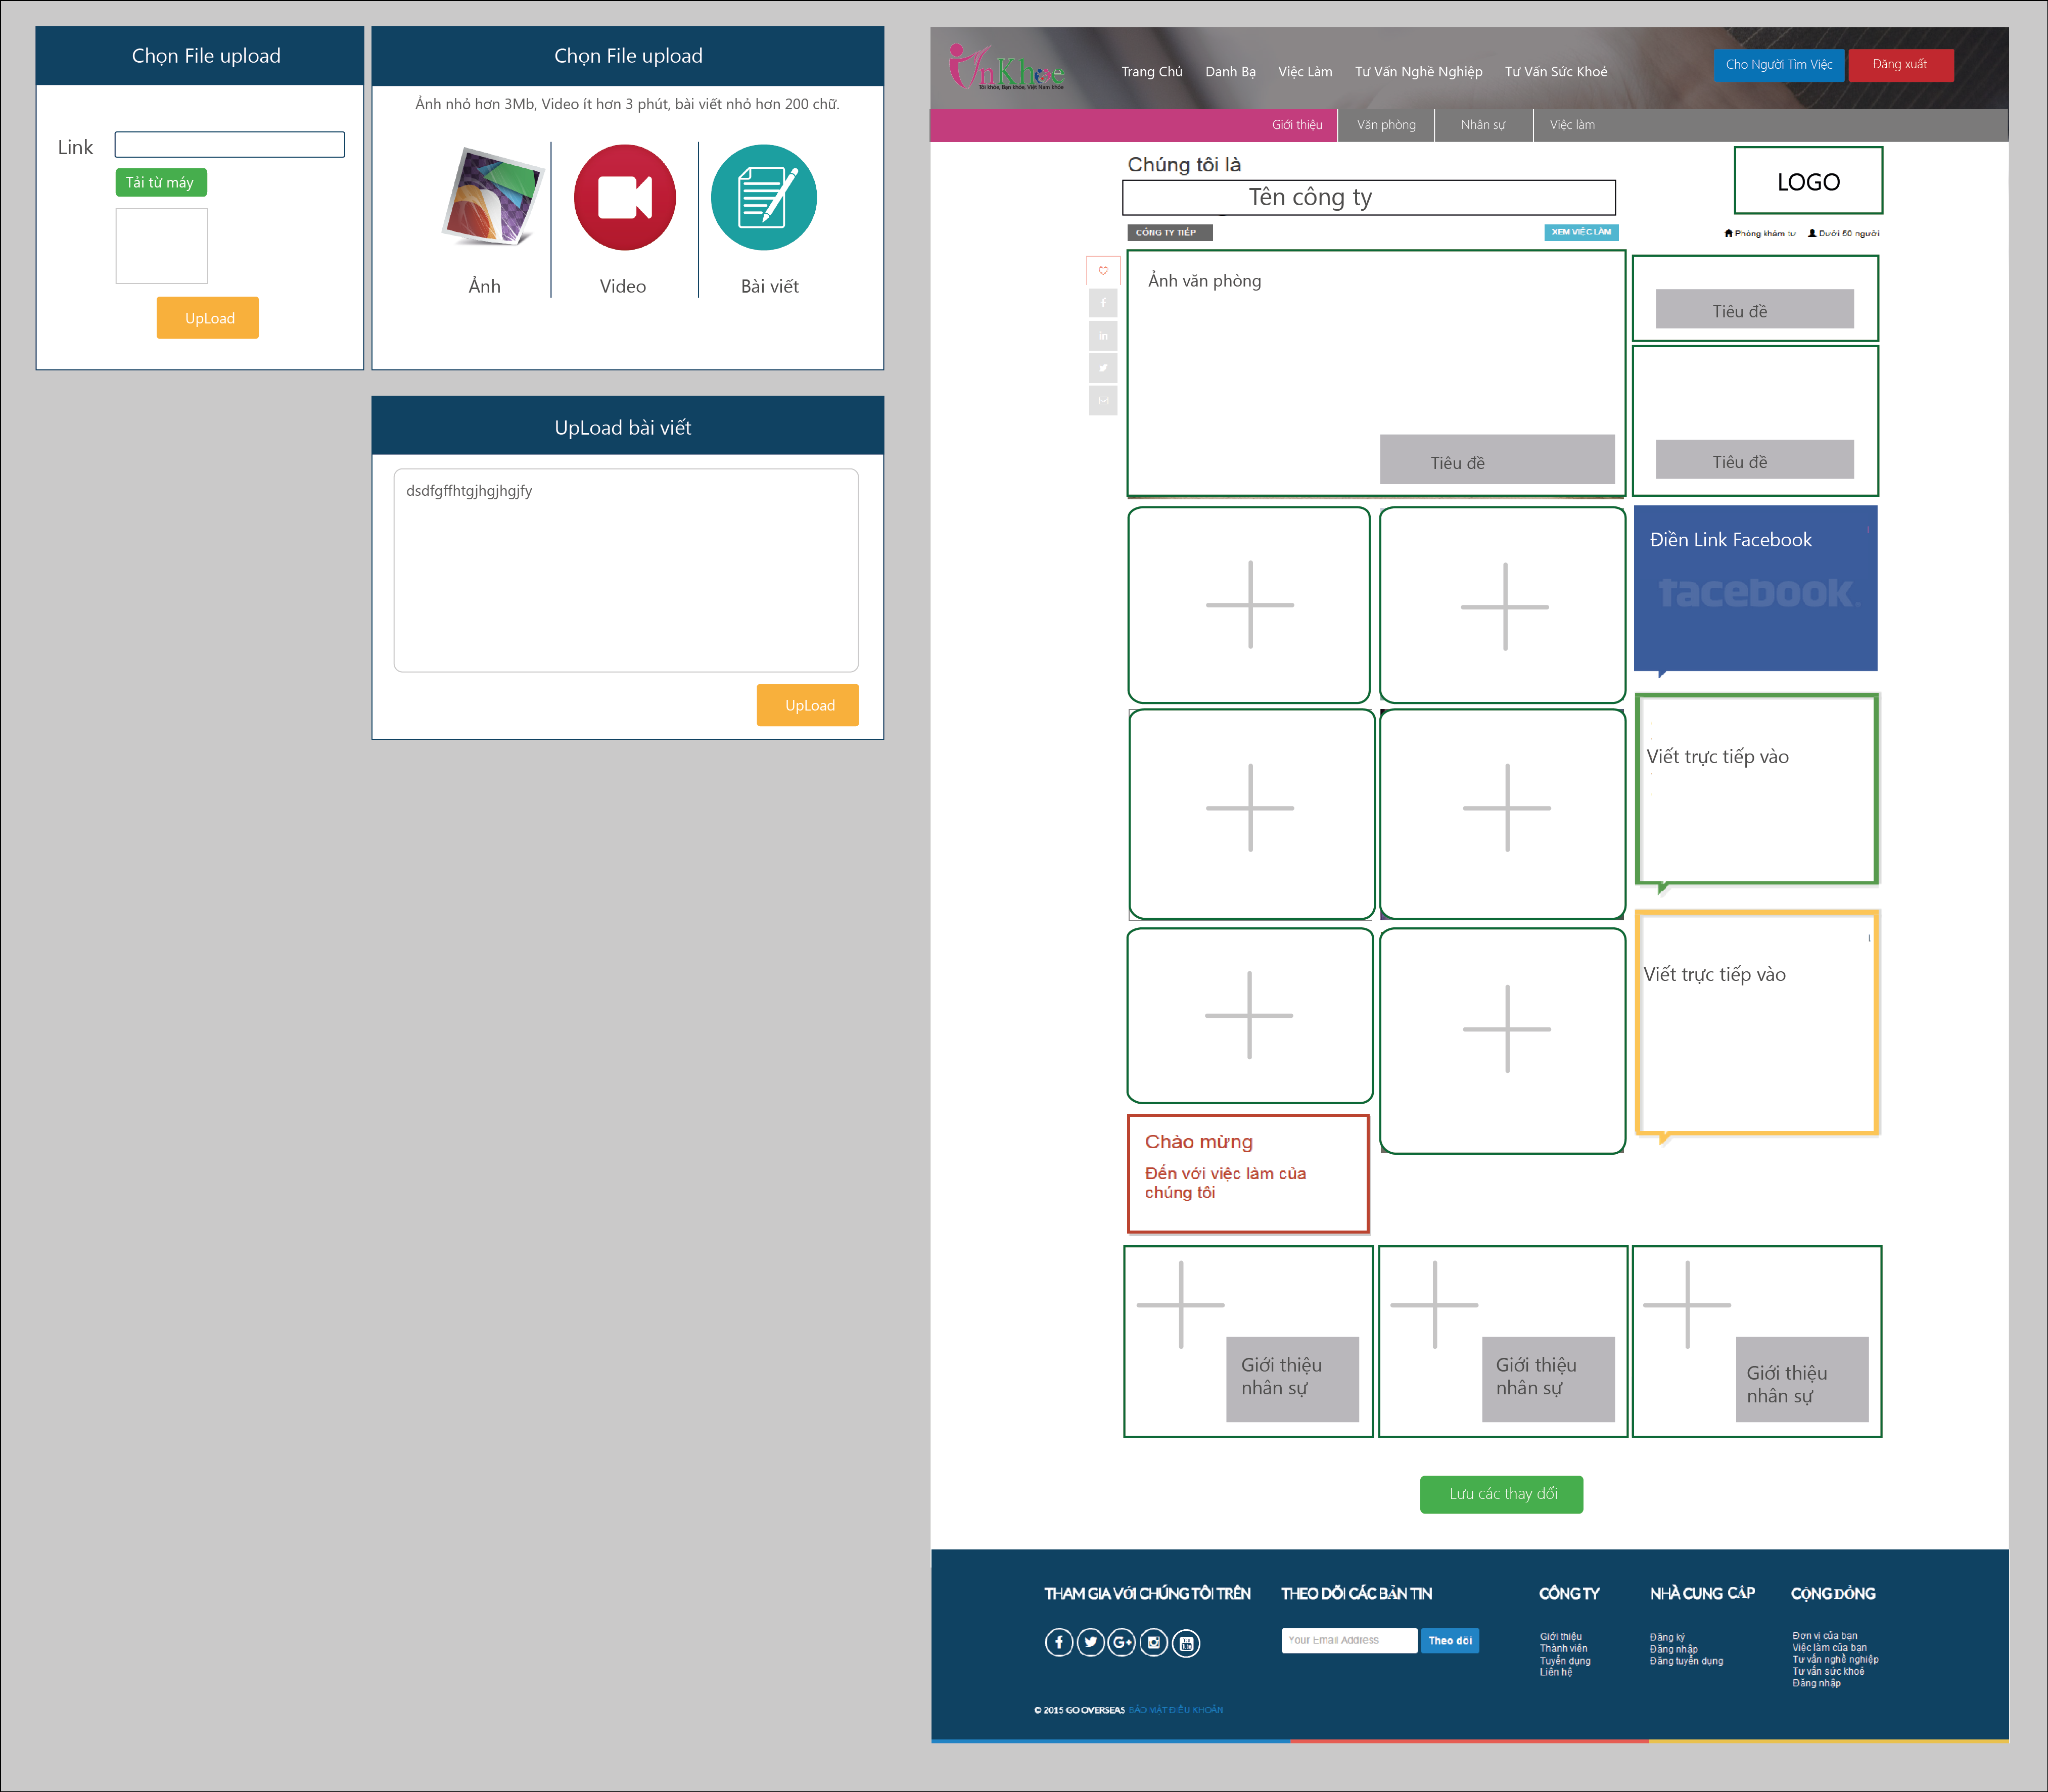 Chọn File upload
Link
Tải từ máy
UpLoad
Chọn File upload
Ảnh nhỏ hơn 3Mb, Video ít hơn 3 phút, bài viết nhỏ hơn 200 chữ.
Ảnh
Video
Bài viết
UpLoad bài viết
dsdfgffhtgjhgjhgjfy
UpLoad
YnKhoe
Tôi khỏe, Bạn khỏe, Việt Nam khỏe
Trang Chủ Danh Bạ Việc Làm Tư Vấn Nghề Nghiệp Tư Vấn Sức Khoẻ
Cho Người Tìm Việc Đăng xuất
Giới thiệu Văn phòng Nhân sự Việc làm
Chúng tôi là
Tên công ty
LOGO
CÔNG TY TIẾP
XEM VIỆC LÀM
Phòng khám tư Dưới 50 người
Ảnh văn phòng
Tiêu đề
Tiêu đề
Tiêu đề
Điền Link Facebook
facebook.
Viết trực tiếp vào
Viết trực tiếp vào
Chào mừng
Đến với việc làm của
chúng tôi
Giới thiệu
nhân sự
Giới thiệu
nhân sự
Giới thiệu
nhân sự
Lưu các thay đổi
THAM GIA VỚI CHÚNG TÔI TRÊN
You
Tube
THEO DÕI CÁC BẢN TIN
Your Email Address Theo dõi
CÔNG TY
Giới thiệu
Thành viên
Tuyển dụng
Liên hệ
NHÀ CUNG CẤP
Đăng ký
Đăng nhập
Đăng tuyển dụng
CỘNG ĐỒNG
Đơn vị của bạn
Việc làm của bạn
Tư vấn nghề nghiệp
Tư vấn sức khoẻ
Đăng nhập
© 2015 GO OVERSEAS BẢO VIẬT ĐIỀU KHOẢN